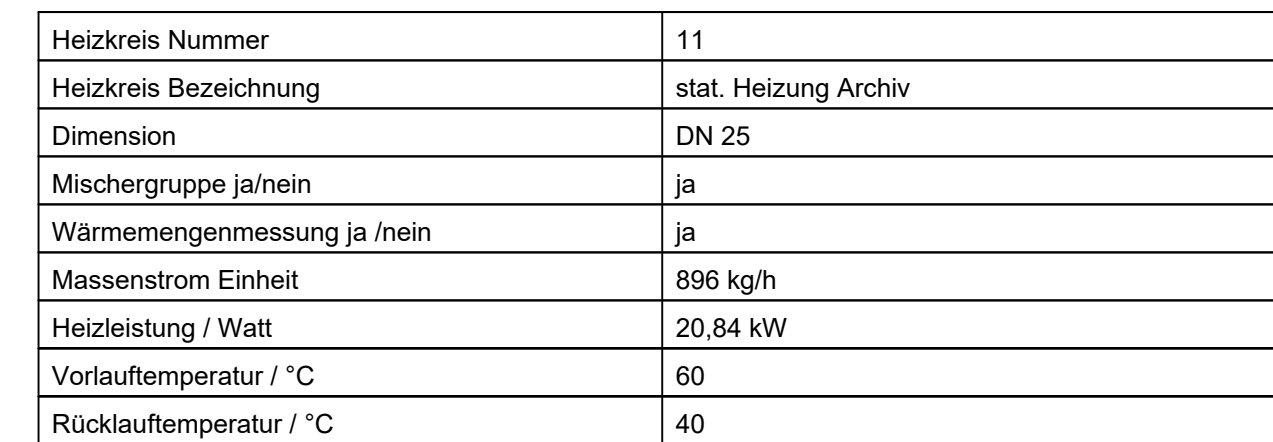 Heizkreis Nummer 11
Heizkreis Bezeichnung stat. Heizung Archiv
Dimension DN 25
Mischergruppe ja/nein ja
Wärmemengenmessung ja /nein ja
Massenstrom Einheit 896 kg/h
Heizleistung / Watt 20,84 kW
Vorlauftemperatur / °C 60
Rücklauftemperatur / °C 40